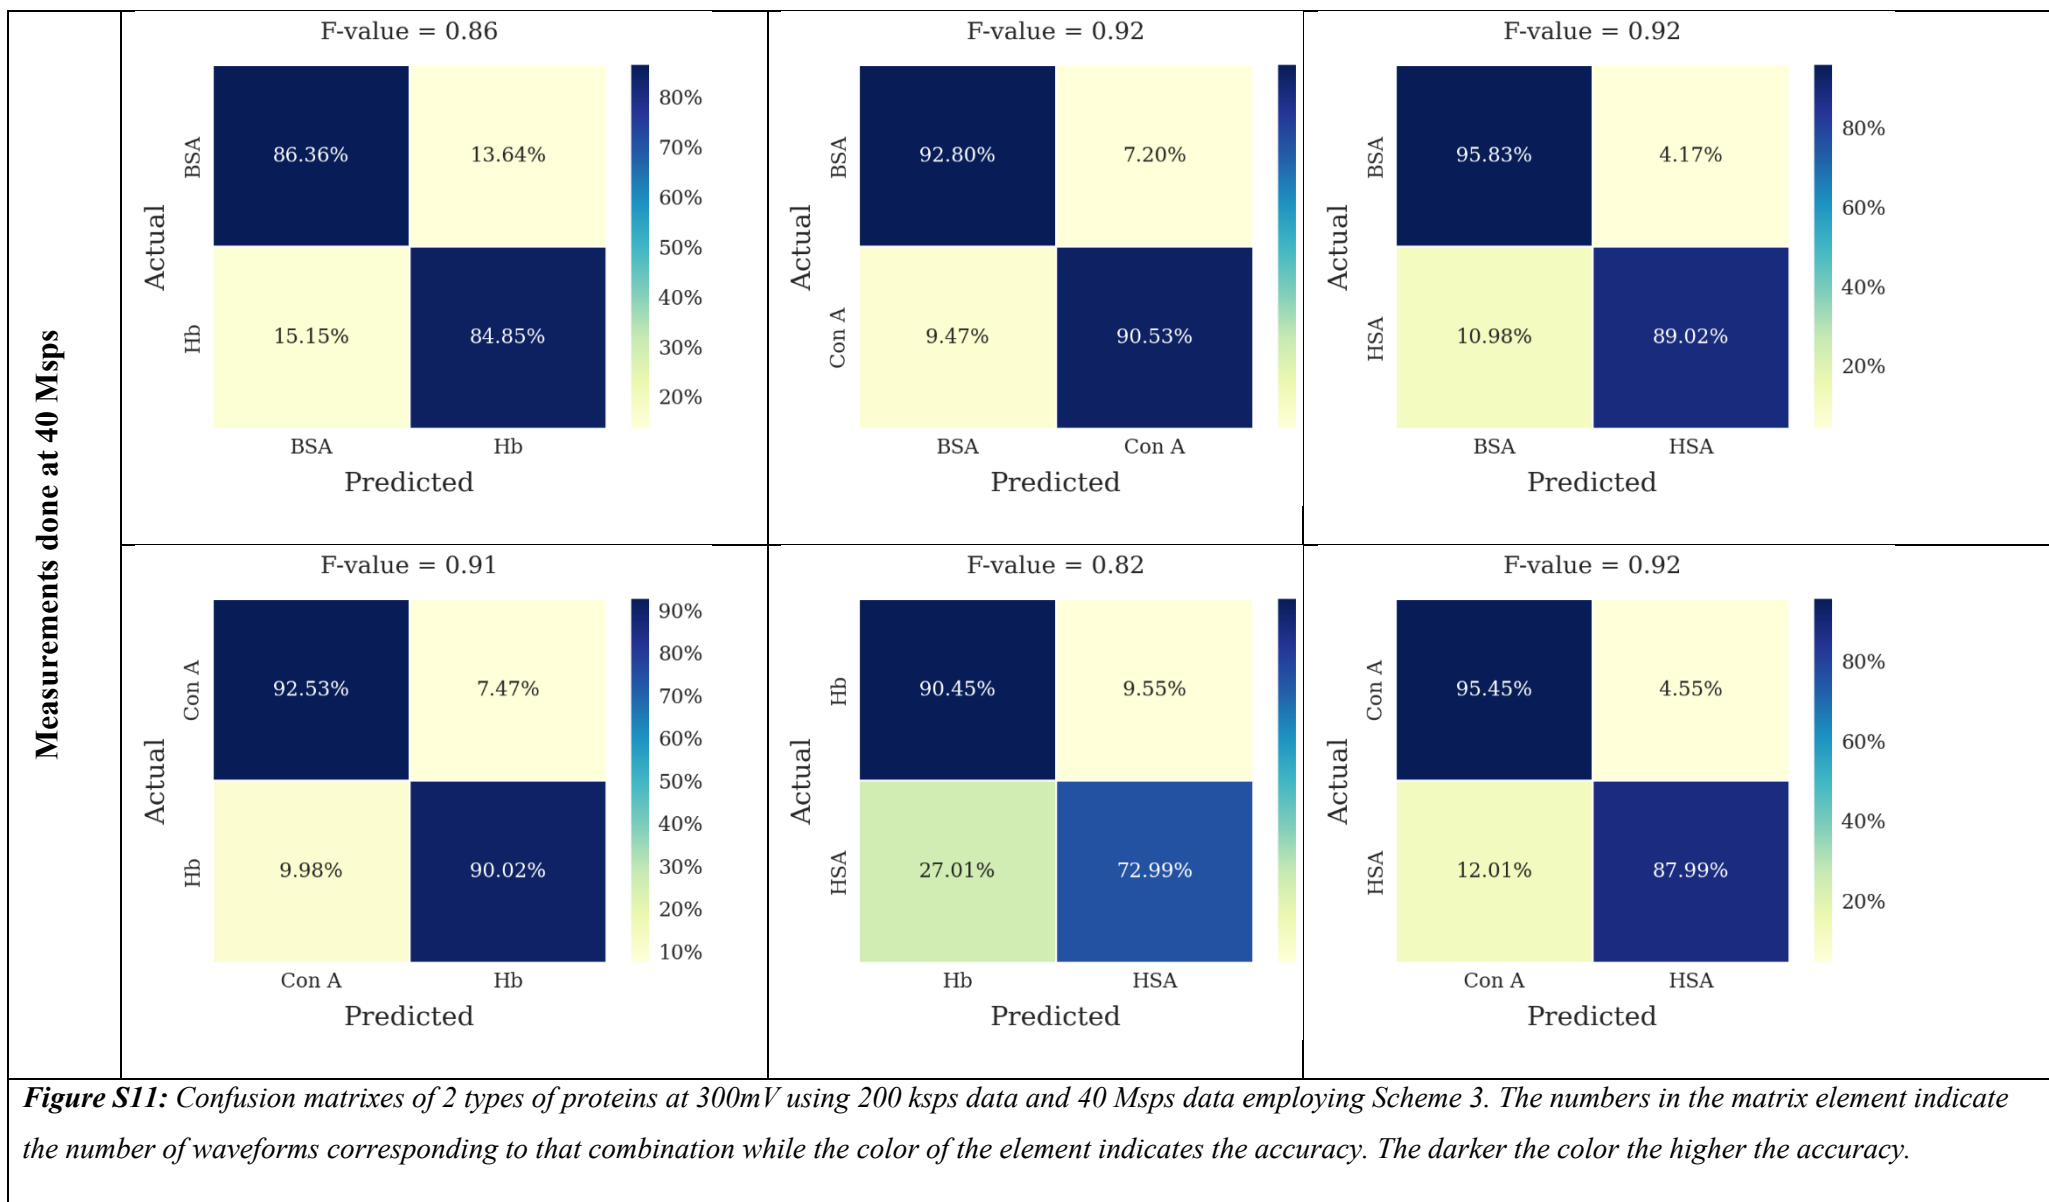 Measurements done at 40 Msps
F-value = 0.86
Actual
BSA
Hb
86.36%
13.64%
15.15%
84.85%
80%
70%
60%
50%
40%
30%
20%
BSA
Hb
Predicted
F-value = 0.92
Actual
BSA
Con A
92.80%
7.20%
9.47%
90.53%
BSA
Con A
Predicted
F-value = 0.92
Actual
BSA
HSA
95.83%
4.17%
10.98%
89.02%
80%
60%
40%
20%
BSA
HSA
Predicted
F-value = 0.91
Actual
Con A
Hb
92.53%
7.47%
9.98%
90.02%
90%
80%
70%
60%
50%
40%
30%
20%
10%
Con A
Hb
Predicted
F-value = 0.82
Actual
Hb
HSA
90.45%
9.55%
27.01%
72.99%
Hb
HSA
Predicted
F-value = 0.92
Actual
Con A
HSA
95.45%
4.55%
12.01%
87.99%
80%
60%
40%
20%
Con A
HSA
Predicted
Figure S11: Confusion matrixes of 2 types of proteins at 300mV using 200 ksps data and 40 Msps data employing Scheme 3. The numbers in the matrix element indicate
the number of waveforms corresponding to that combination while the color of the element indicates the accuracy. The darker the color the higher the accuracy.